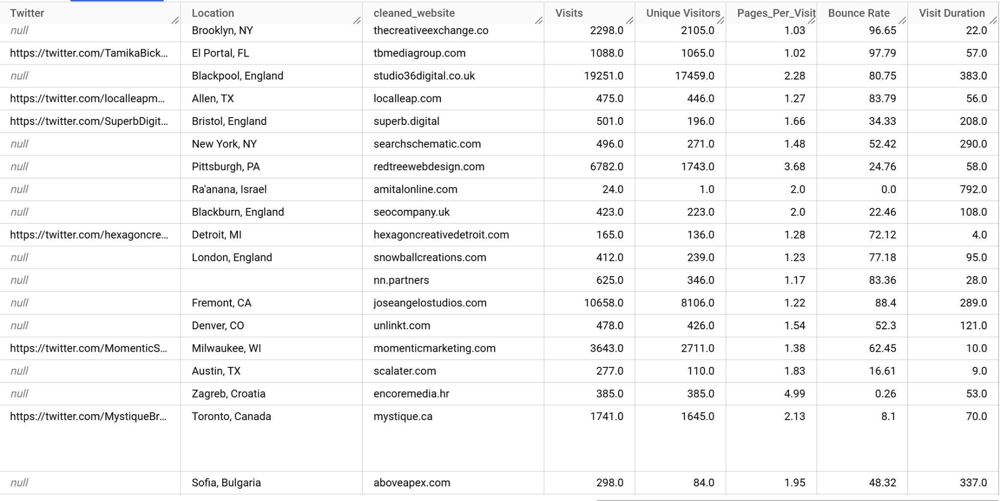 Twitter Location cleaned_website Visits Unique Visitors Pages_Per_Visit Bounce Rate Visit Duration
null Brooklyn, NY thecreativeexchange.co 2298.0 2105.0 1.03 96.65 22.0
https://twitter.com/TamikaBick... El Portal, FL tbmediagroup.com 1088.0 1065.0 1.02 97.79 57.0
null Blackpool, England studio36digital.co.uk 19251.0 17459.0 2.28 80.75 383.0
https://twitter.com/localleapm... Allen, TX localleap.com 475.0 446.0 1.27 83.79 56.0
https://twitter.com/SuperbDigit... Bristol, England superb.digital 501.0 196.0 1.66 34.33 208.0
null New York, NY searchschematic.com 496.0 271.0 1.48 52.42 290.0
null Pittsburgh, PA redtreewebdesign.com 6782.0 1743.0 3.68 24.76 58.0
null Ra'anana, Israel amitalonline.com 24.0 1.0 2.0 0.0 792.0
null Blackburn, England seocompany.uk 423.0 223.0 2.0 22.46 108.0
https://twitter.com/hexagoncre... Detroit, MI hexagoncreativedetroit.com 165.0 136.0 1.28 72.12 4.0
null London, England snowballcreations.com 412.0 239.0 1.23 77.18 95.0
null nn.partners 625.0 346.0 1.17 83.36 28.0
null Fremont, CA joseangelostudios.com 10658.0 8106.0 1.22 88.4 289.0
null Denver, CO unlinkt.com 478.0 426.0 1.54 52.3 121.0
https://twitter.com/MomenticS... Milwaukee, WI momenticmarketing.com 3643.0 2711.0 1.38 62.45 10.0
null Austin, TX scalater.com 277.0 110.0 1.83 16.61 9.0
null Zagreb, Croatia encoremedia.hr 385.0 385.0 4.99 0.26 53.0
https://twitter.com/MystiqueBr... Toronto, Canada mystique.ca 1741.0 1645.0 2.13 8.1 70.0
null Sofia, Bulgaria aboveapex.com 298.0 84.0 1.95 48.32 337.0